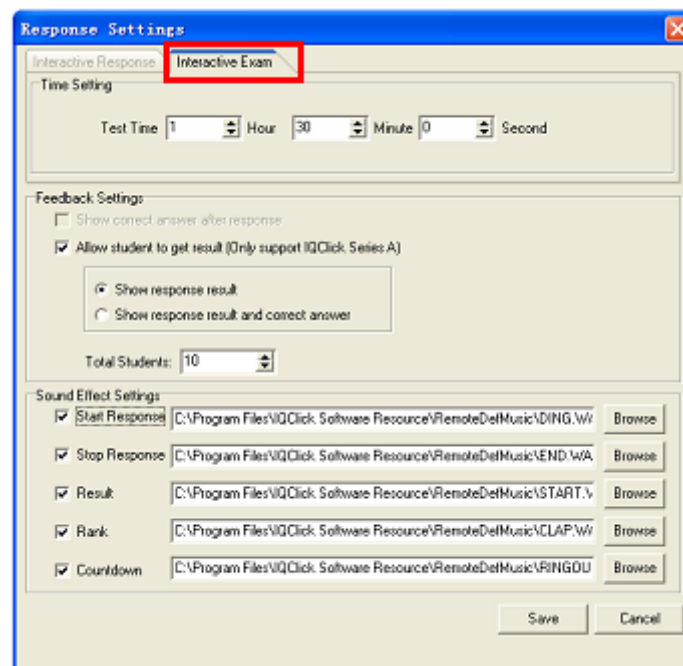 Response Settings
Interactive Response Interactive Exam
Time Setting
Test Time 1 Hour 30 Minute 0 Second
Feedback Settings
Show correct answer after response
Allow student to get result (Only support IQClick Series A)
Show response result
Show response result and correct answer
Total Students: 10
Sound Effect Settings
Start Response C:\Program Files\IQClick Software Resource\RemoteDefMusic\DING.WA Browse
Stop Response C:\Program Files\IQClick Software Resource\RemoteDefMusic\END.WA Browse
Result C:\Program Files\IQClick Software Resource\RemoteDefMusic\START.V Browse
Rank C:\Program Files\IQClick Software Resource\RemoteDefMusic\CLAP.WA Browse
Countdown C:\Program Files\IQClick Software Resource\RemoteDefMusic\RINGOU Browse
Save Cancel